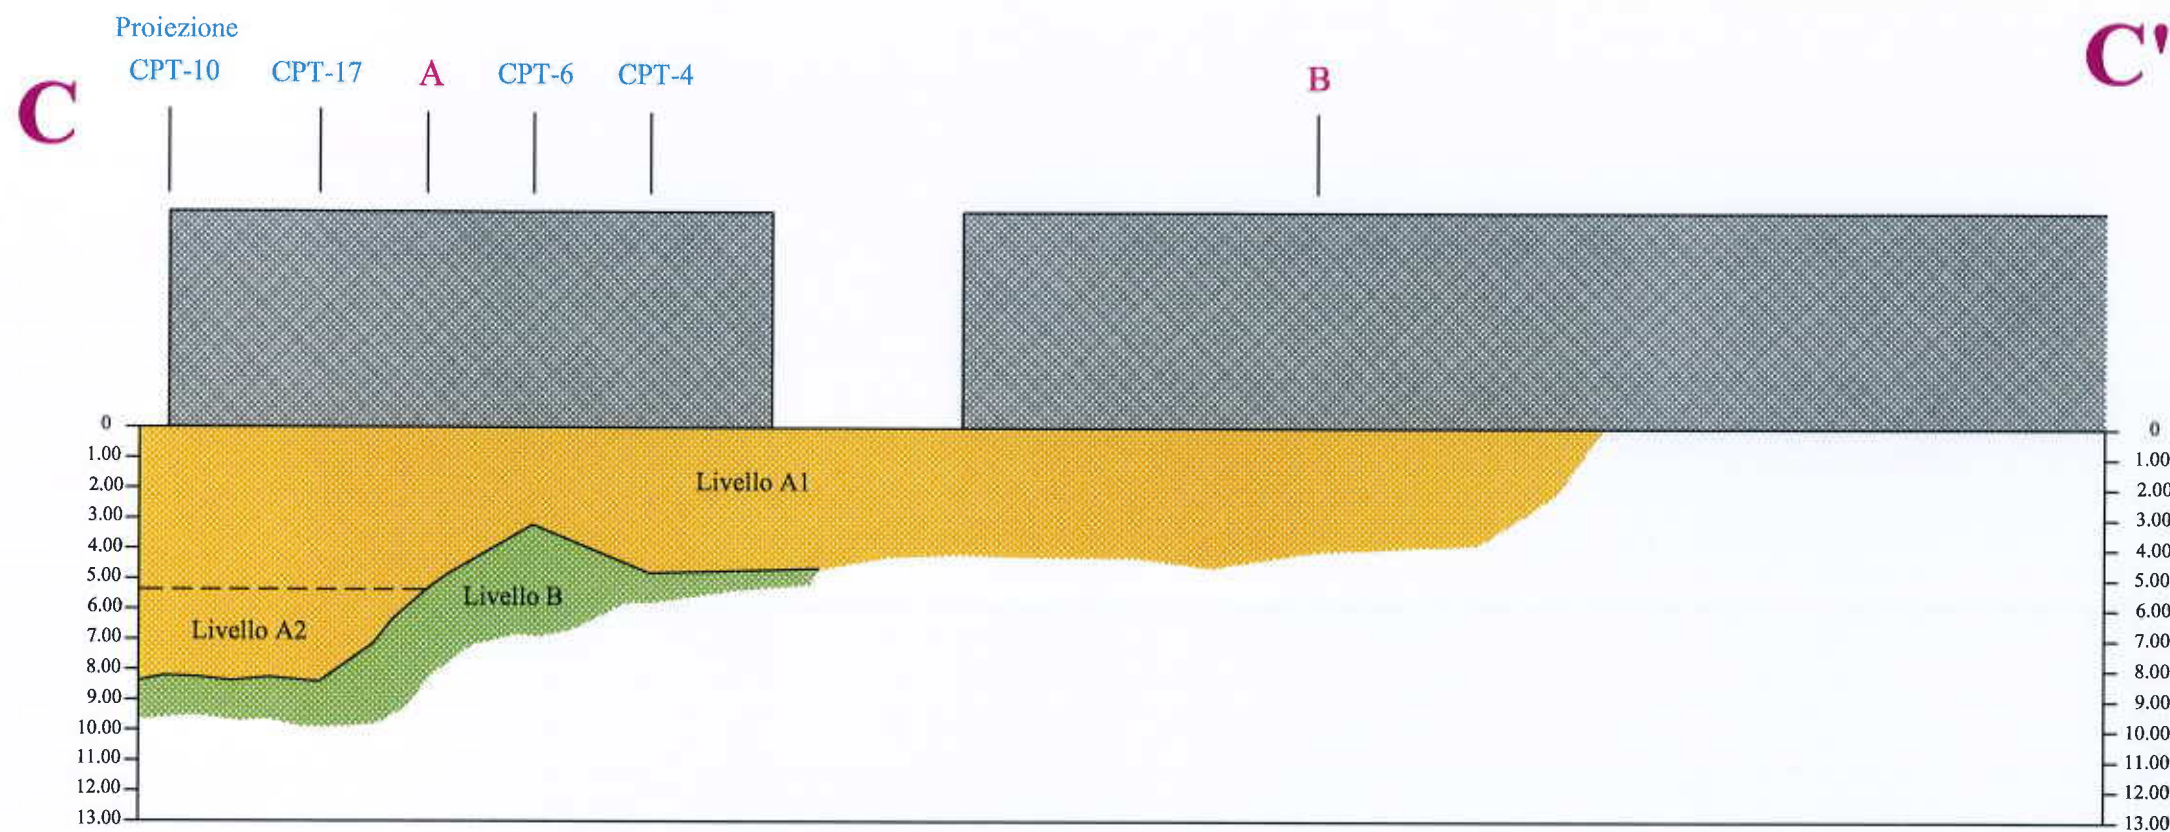 Proiezione
CPT-10 CPT-17 A CPT-6 CPT-4 B
C C'
0 0
1.00 1.00
Livello A1
2.00 2.00
3.00 3.00
4.00 4.00
5.00 5.00
Livello B
6.00 6.00
Livello A2
7.00 7.00
8.00 8.00
9.00 9.00
10.00 10.00
11.00 11.00
12.00 12.00
13.00 13.00